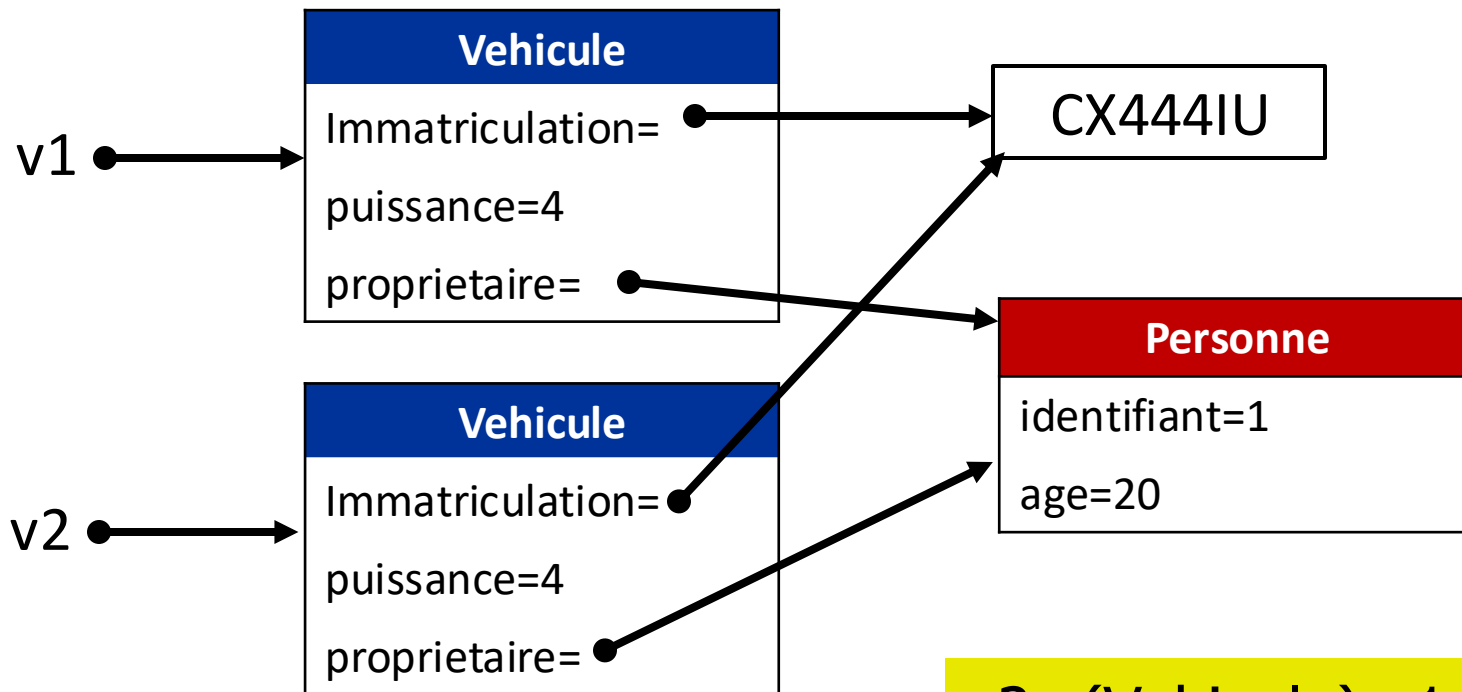 Vehicule
v1
Immatriculation=
puissance=4
proprietaire=
CX444IU
Personne
identifiant=1
age=20
Vehicule
v2
Immatriculation=
puissance=4
proprietaire=